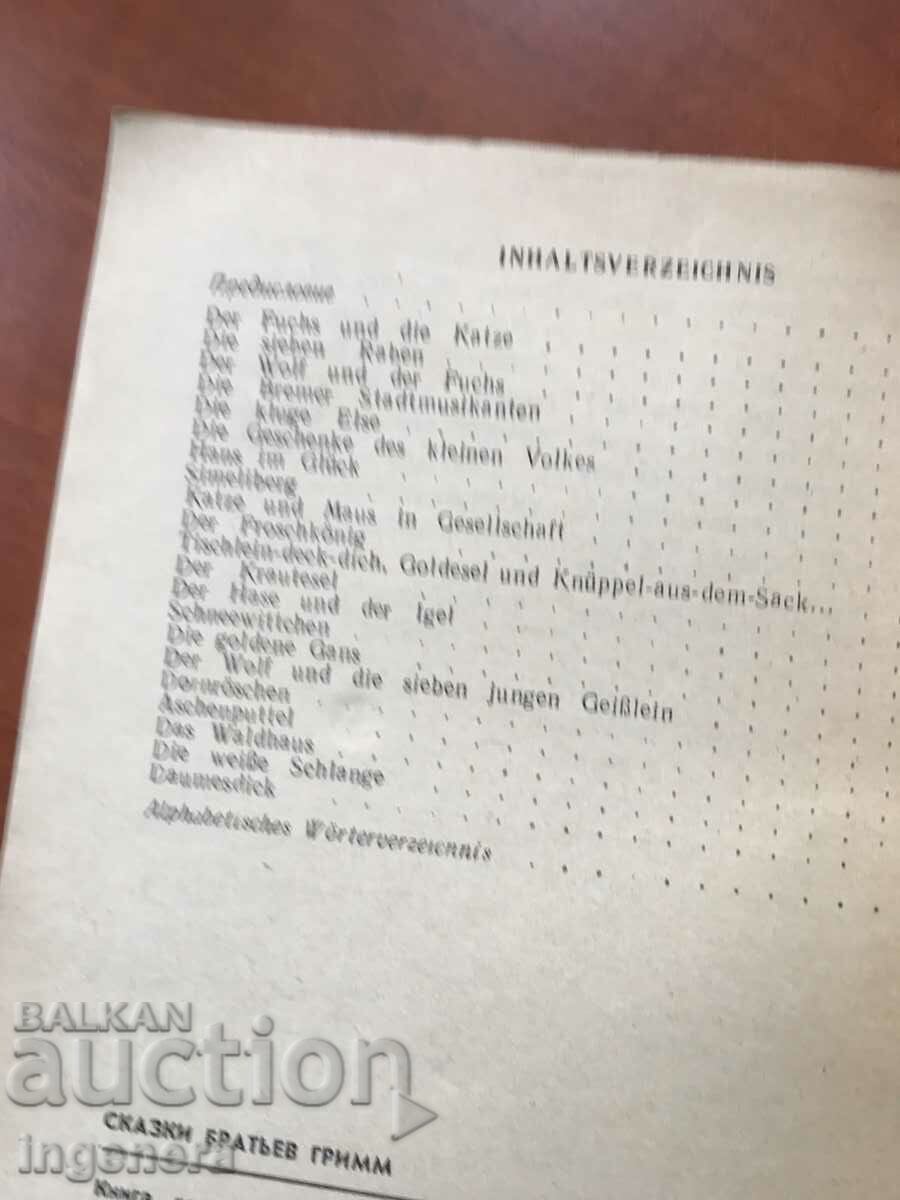 INHALTSVERZEICHNIS
Предисловие
Der Fuchs und die Katze
Die sieben Raben
Der Wolf und der Fuchs
Die Bremer Stadtmusikanten
Die kluge Else
Die Geschenke des kleinen Volkes
Hans im Glück
Simeliberg
Katze und Maus in Gesellschaft
Der Froschkönig
Tischlein-deck-dich, Goldesel und Knüppel-aus-dem-Sack...
Der Krautesel
Der Hase und der Igel
Schneewittchen
Die goldene Gans
Der Wolf und die sieben jungen Geißlein
Dornröschen
Aschenputtel
Das Waldhaus
Die weiße Schlange
Daumesdick
Alphabetisches Wörterverzeichnis
BALKAN
auction
СКАЗКИ БРАТЬЕВ ГРИММ
ingenera
Книга